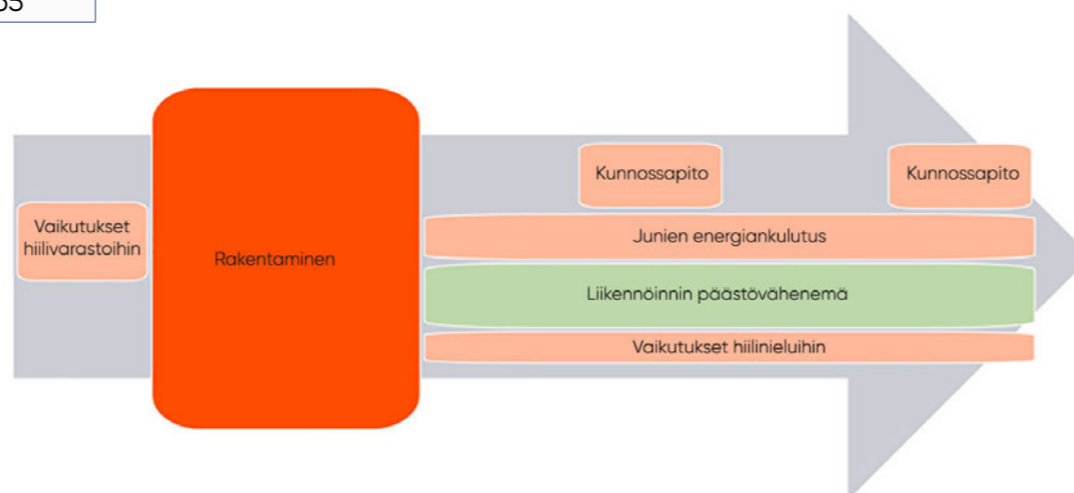 Vaikutukset
hiilivarastoihin
Rakentaminen
Kunnossapito
Kunnossapito
Junien energiankulutus
Liikennöinnin päästövähenemä
Vaikutukset hiilinieluihin